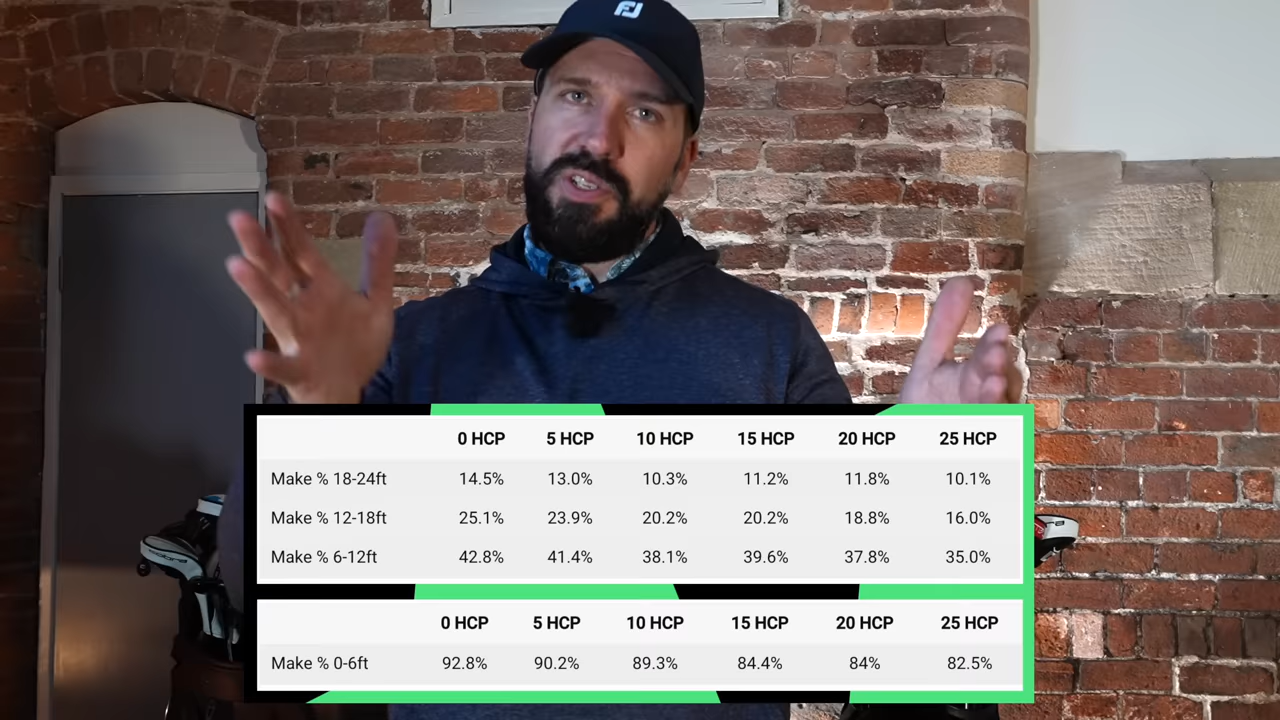 FJ
0 HCP 5 HCP 10 HCP 15 HCP 20 HCP 25 HCP
Make % 18-24ft 14.5% 13.0% 10.3% 11.2% 11.8% 10.1%
Make % 12-18ft 25.1% 23.9% 20.2% 20.2% 18.8% 16.0%
Make % 6-12ft 42.8% 41.4% 38.1% 39.6% 37.8% 35.0%
0 HCP 5 HCP 10 HCP 15 HCP 20 HCP 25 HCP
Make % 0-6ft 92.8% 90.2% 89.3% 84.4% 84% 82.5%